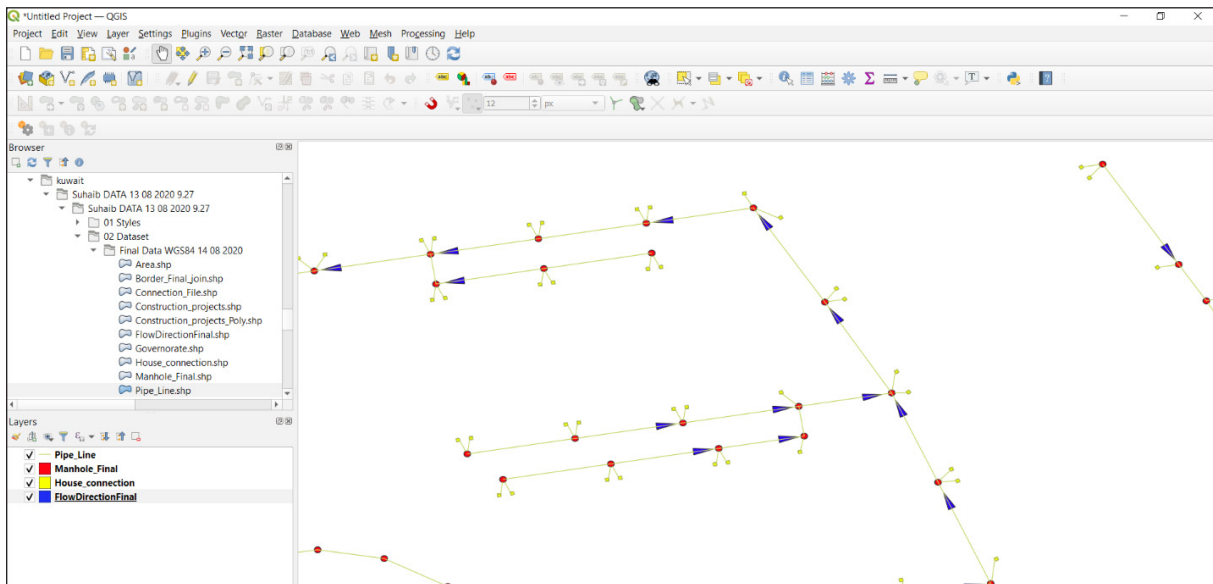 *Untitled Project — QGIS
Project Edit View Layer Settings Plugins Vector Raster Database Web Mesh Processing Help
abc abc abc
12 px
Browser
kuwait
Suhaib DATA 13 08 2020 9.27
Suhaib DATA 13 08 2020 9.27
01 Styles
02 Dataset
Final Data WGS84 14 08 2020
Area.shp
Border_Final_join.shp
Connection_File.shp
Construction_projects.shp
Construction_projects_Poly.shp
FlowDirectionFinal.shp
Governorate.shp
House_connection.shp
Manhole_Final.shp
Pipe_Line.shp
Layers
Pipe_Line
Manhole_Final
House_connection
FlowDirectionFinal